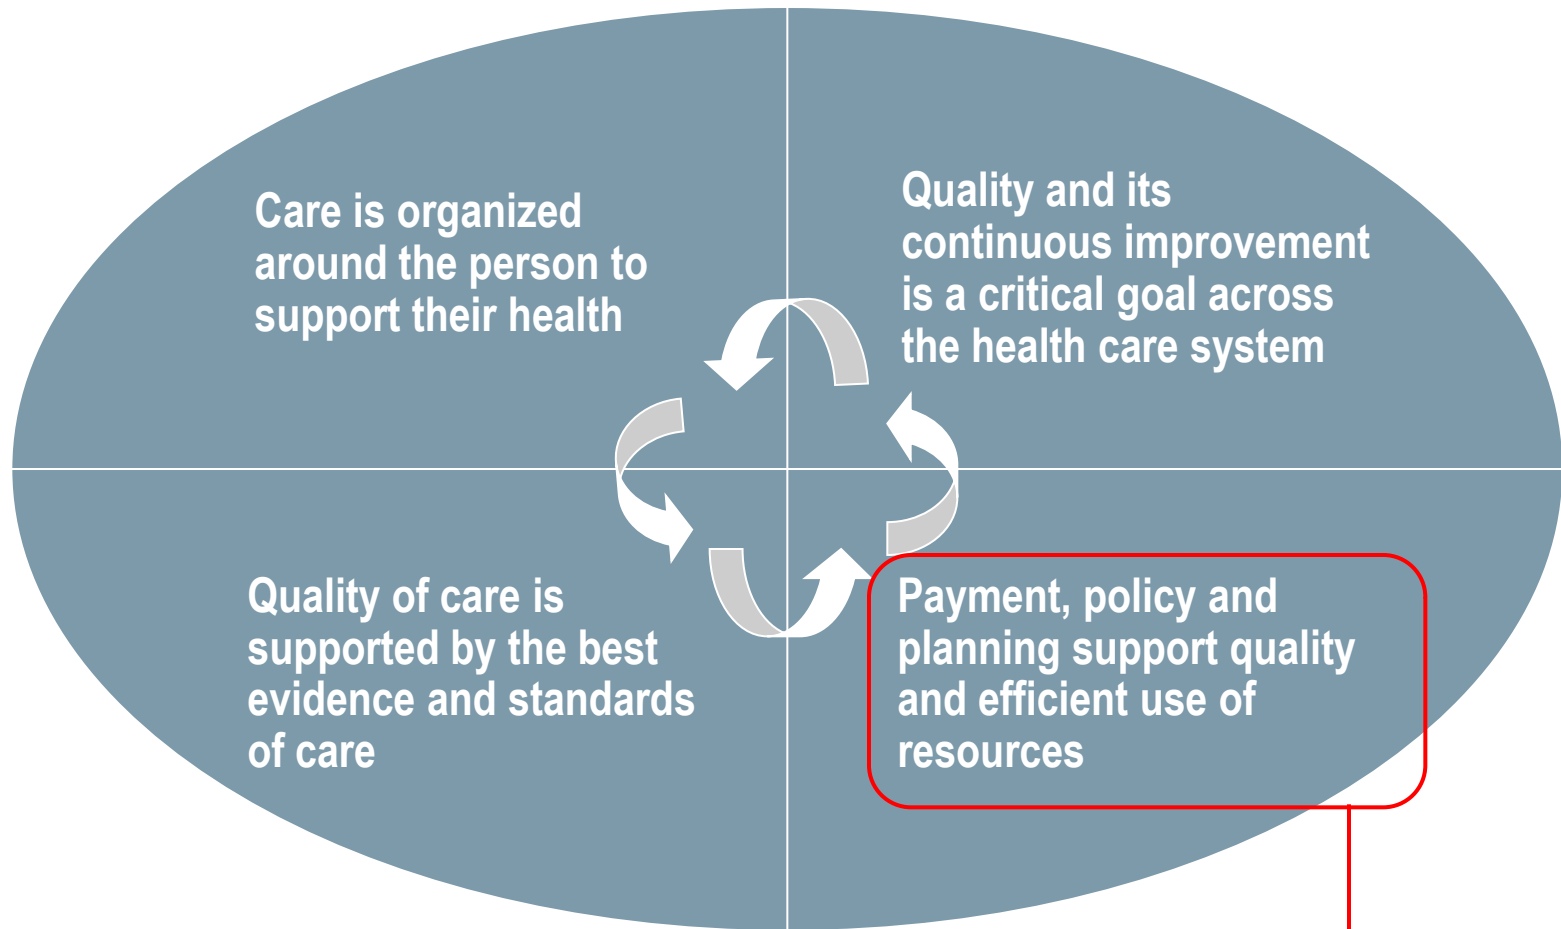 Care is organized
around the person to
support their health
Quality and its
continuous improvement
is a critical goal across
the health care system
Quality of care is
supported by the best
evidence and standards
of care
Payment, policy and
planning support quality
and efficient use of
resources